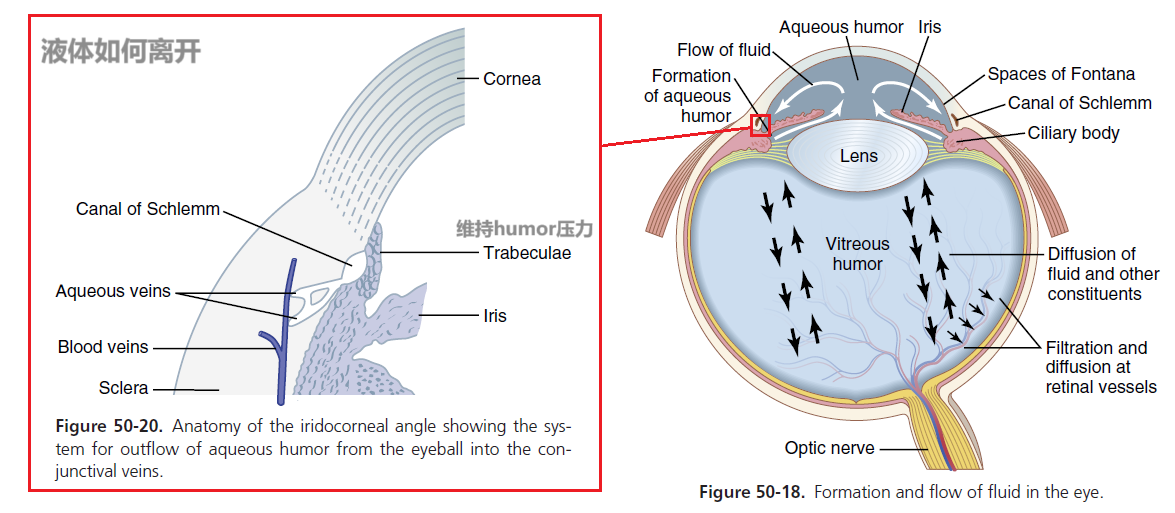 液体如何离开
Cornea
Canal of Schlemm
维持humor压力
Trabeculae
Aqueous veins
Iris
Blood veins
Sclera
Figure 50-20. Anatomy of the iridocorneal angle showing the sys-
tem for outflow of aqueous humor from the eyeball into the con-
junctival veins.
Aqueous humor
Iris
Flow of fluid
Formation
of aqueous
humor
Spaces of Fontana
Canal of Schlemm
Ciliary body
Lens
Vitreous
humor
Diffusion of
fluid and other
constituents
Filtration and
diffusion at
retinal vessels
Optic nerve
Figure 50-18. Formation and flow of fluid in the eye.